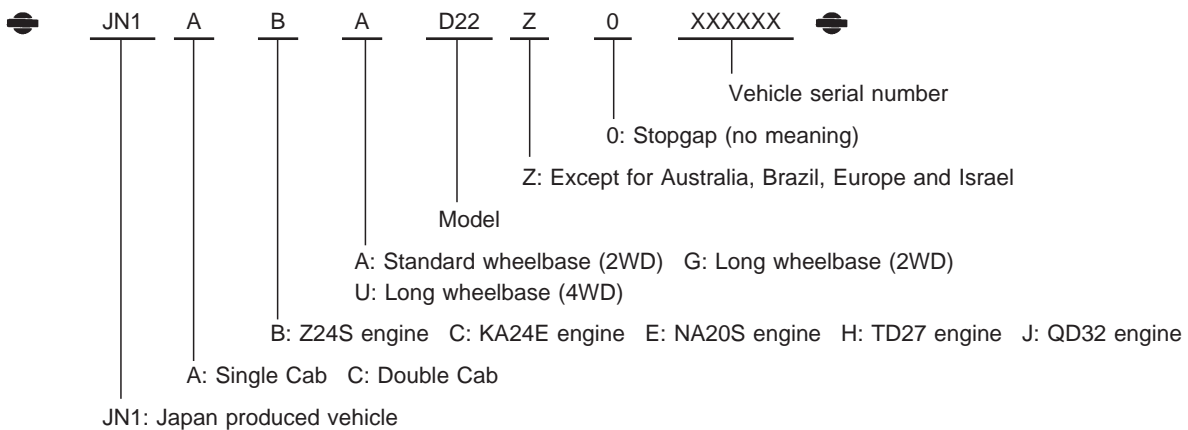 JN1 A B A D22 Z 0 XXXXXX
Vehicle serial number
0: Stopgap (no meaning)
Z: Except for Australia, Brazil, Europe and Israel
Model
A: Standard wheelbase (2WD) G: Long wheelbase (2WD)
U: Long wheelbase (4WD)
B: Z24S engine C: KA24E engine E: NA20S engine H: TD27 engine J: QD32 engine
A: Single Cab C: Double Cab
JN1: Japan produced vehicle